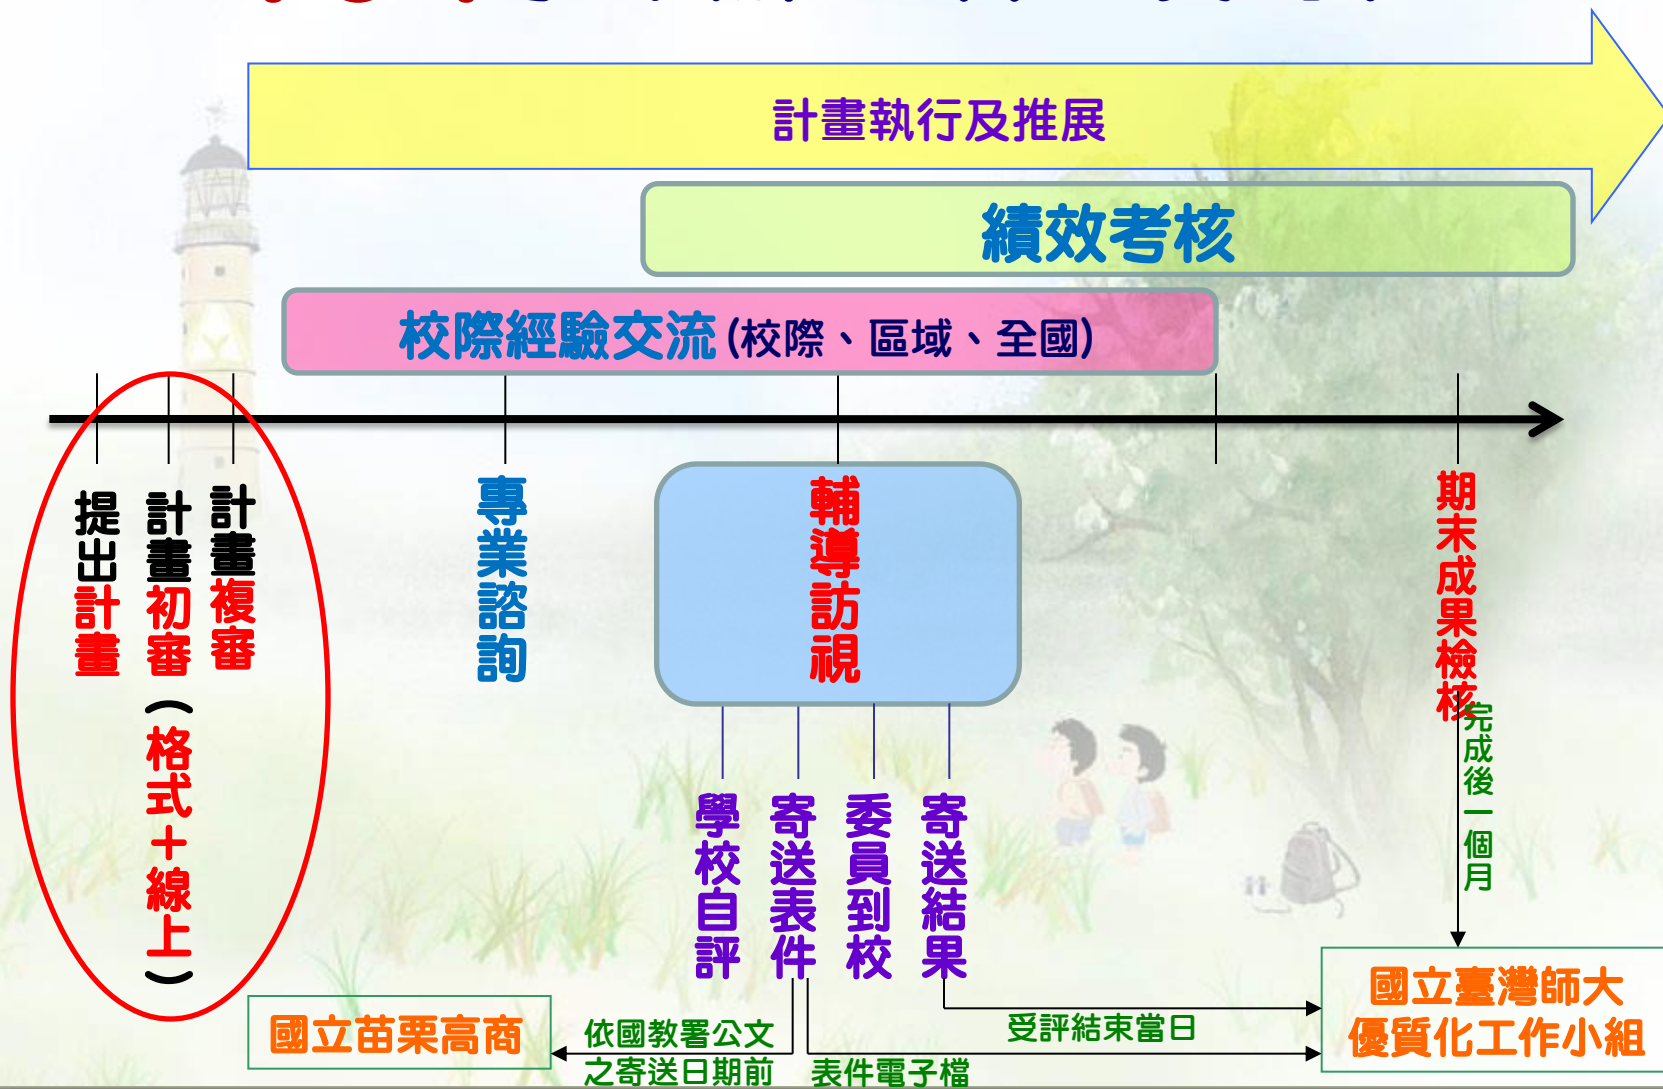 計畫執行及推展
績效考核
校際經驗交流(校際、區域、全國)
提出計畫
計畫初審（格式＋線上）
計畫複審
專業諮詢
輔導訪視
期末成果檢核
完成後一個月
學校自評
寄送表件
委員到校
寄送結果
國立苗栗高商
依國教署公文
之寄送日期前
表件電子檔
受評結束當日
國立臺灣師大
優質化工作小組